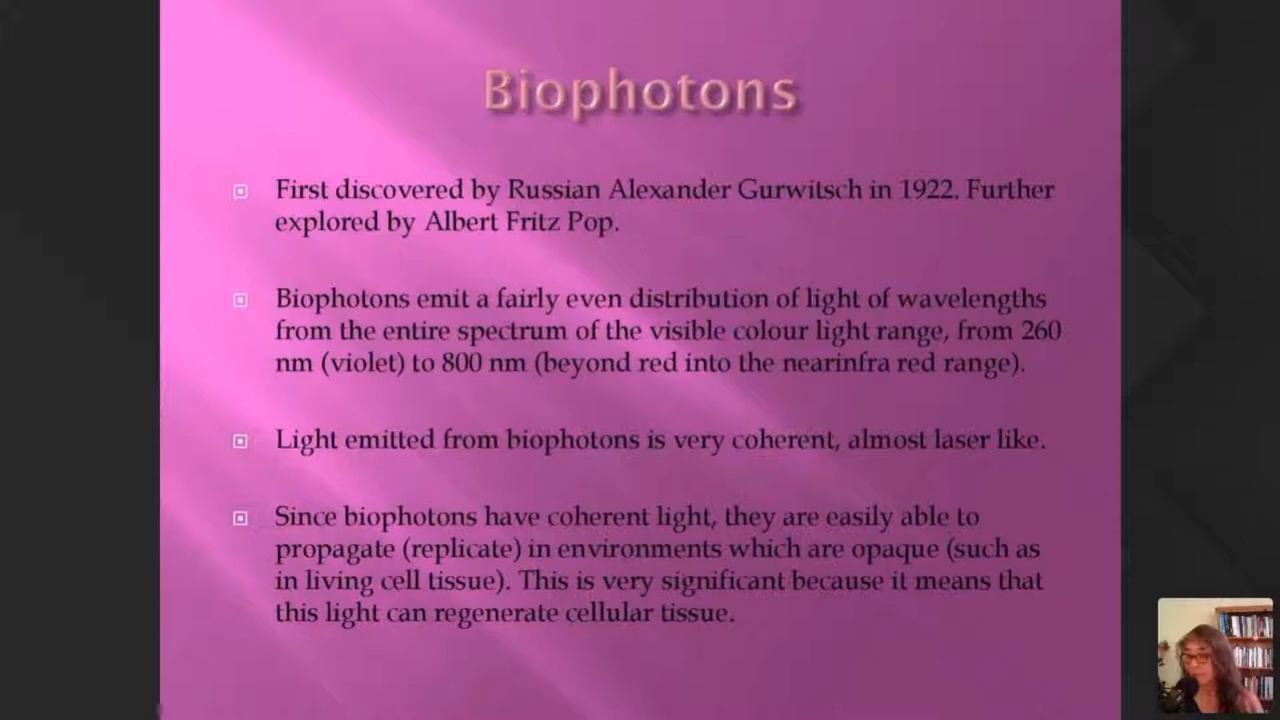 Biophotons
First discovered by Russian Alexander Gurwitsch in 1922. Further
explored by Albert Fritz Pop.
Biophotons emit a fairly even distribution of light of wavelengths
from the entire spectrum of the visible colour light range, from 260
nm (violet) to 800 nm (beyond red into the nearinfra red range).
Light emitted from biophotons is very coherent, almost laser like.
Since biophotons have coherent light, they are easily able to
propagate (replicate) in environments which are opaque (such as
in living cell tissue). This is very significant because it means that
this light can regenerate cellular tissue.